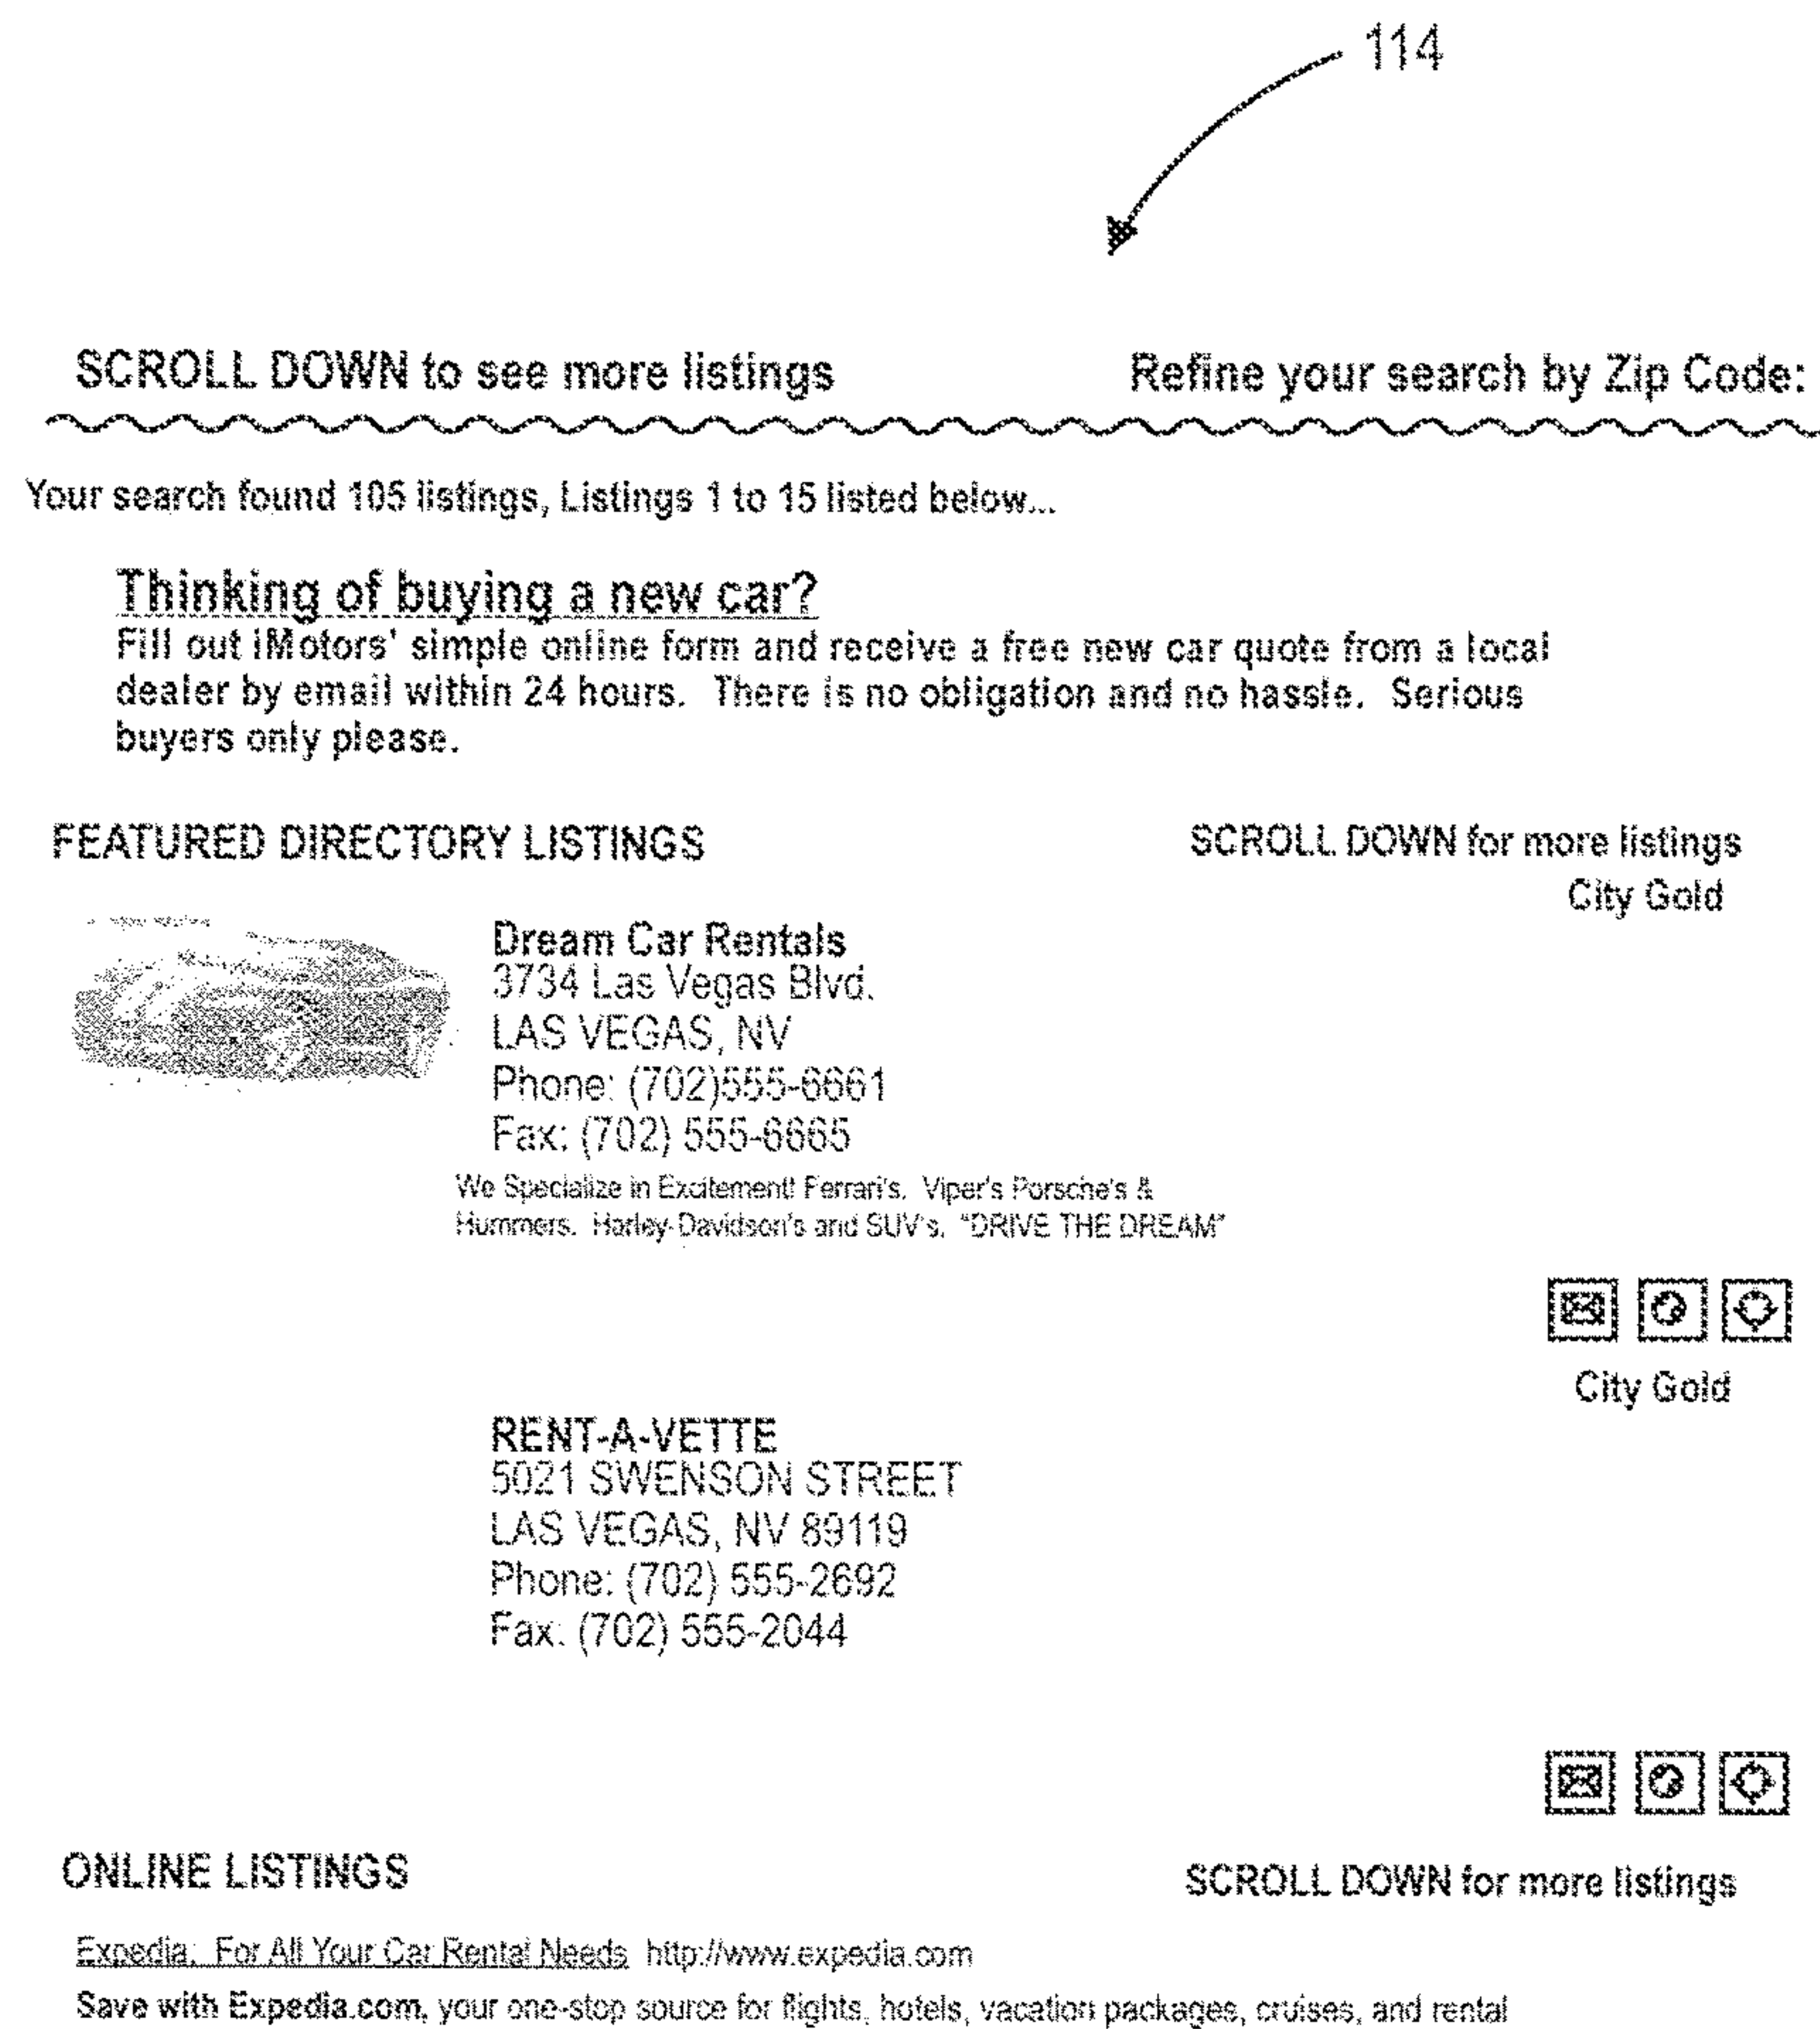 114
SCROLL DOWN to see more listings Refine your search by Zip Code:
Your search found 105 listings, Listings 1 to 15 listed below...
Thinking of buying a new car?
Fill out iMotors' simple online form and receive a free new car quote from a local
dealer by email within 24 hours. There is no obligation and no hassle. Serious
buyers only please.
FEATURED DIRECTORY LISTINGS SCROLL DOWN for more listings
City Gold
Dream Car Rentals
3734 Las Vegas Blvd.
LAS VEGAS, NV
Phone: (702)555-6661
Fax: (702) 555-6665
We Specialize in Excitement! Ferrari's. Viper's Porsche's &
Hummers. Harley-Davidson's and SUV's. "DRIVE THE DREAM"
City Gold
RENT-A-VETTE
5021 SWENSON STREET
LAS VEGAS, NV 89119
Phone: (702) 555-2692
Fax: (702) 555-2044
ONLINE LISTINGS SCROLL DOWN for more listings
Expedia: For All Your Car Rental Needs http://www.expedia.com
Save with Expedia.com, your one-stop source for flights, hotels, vacation packages, cruises, and rental